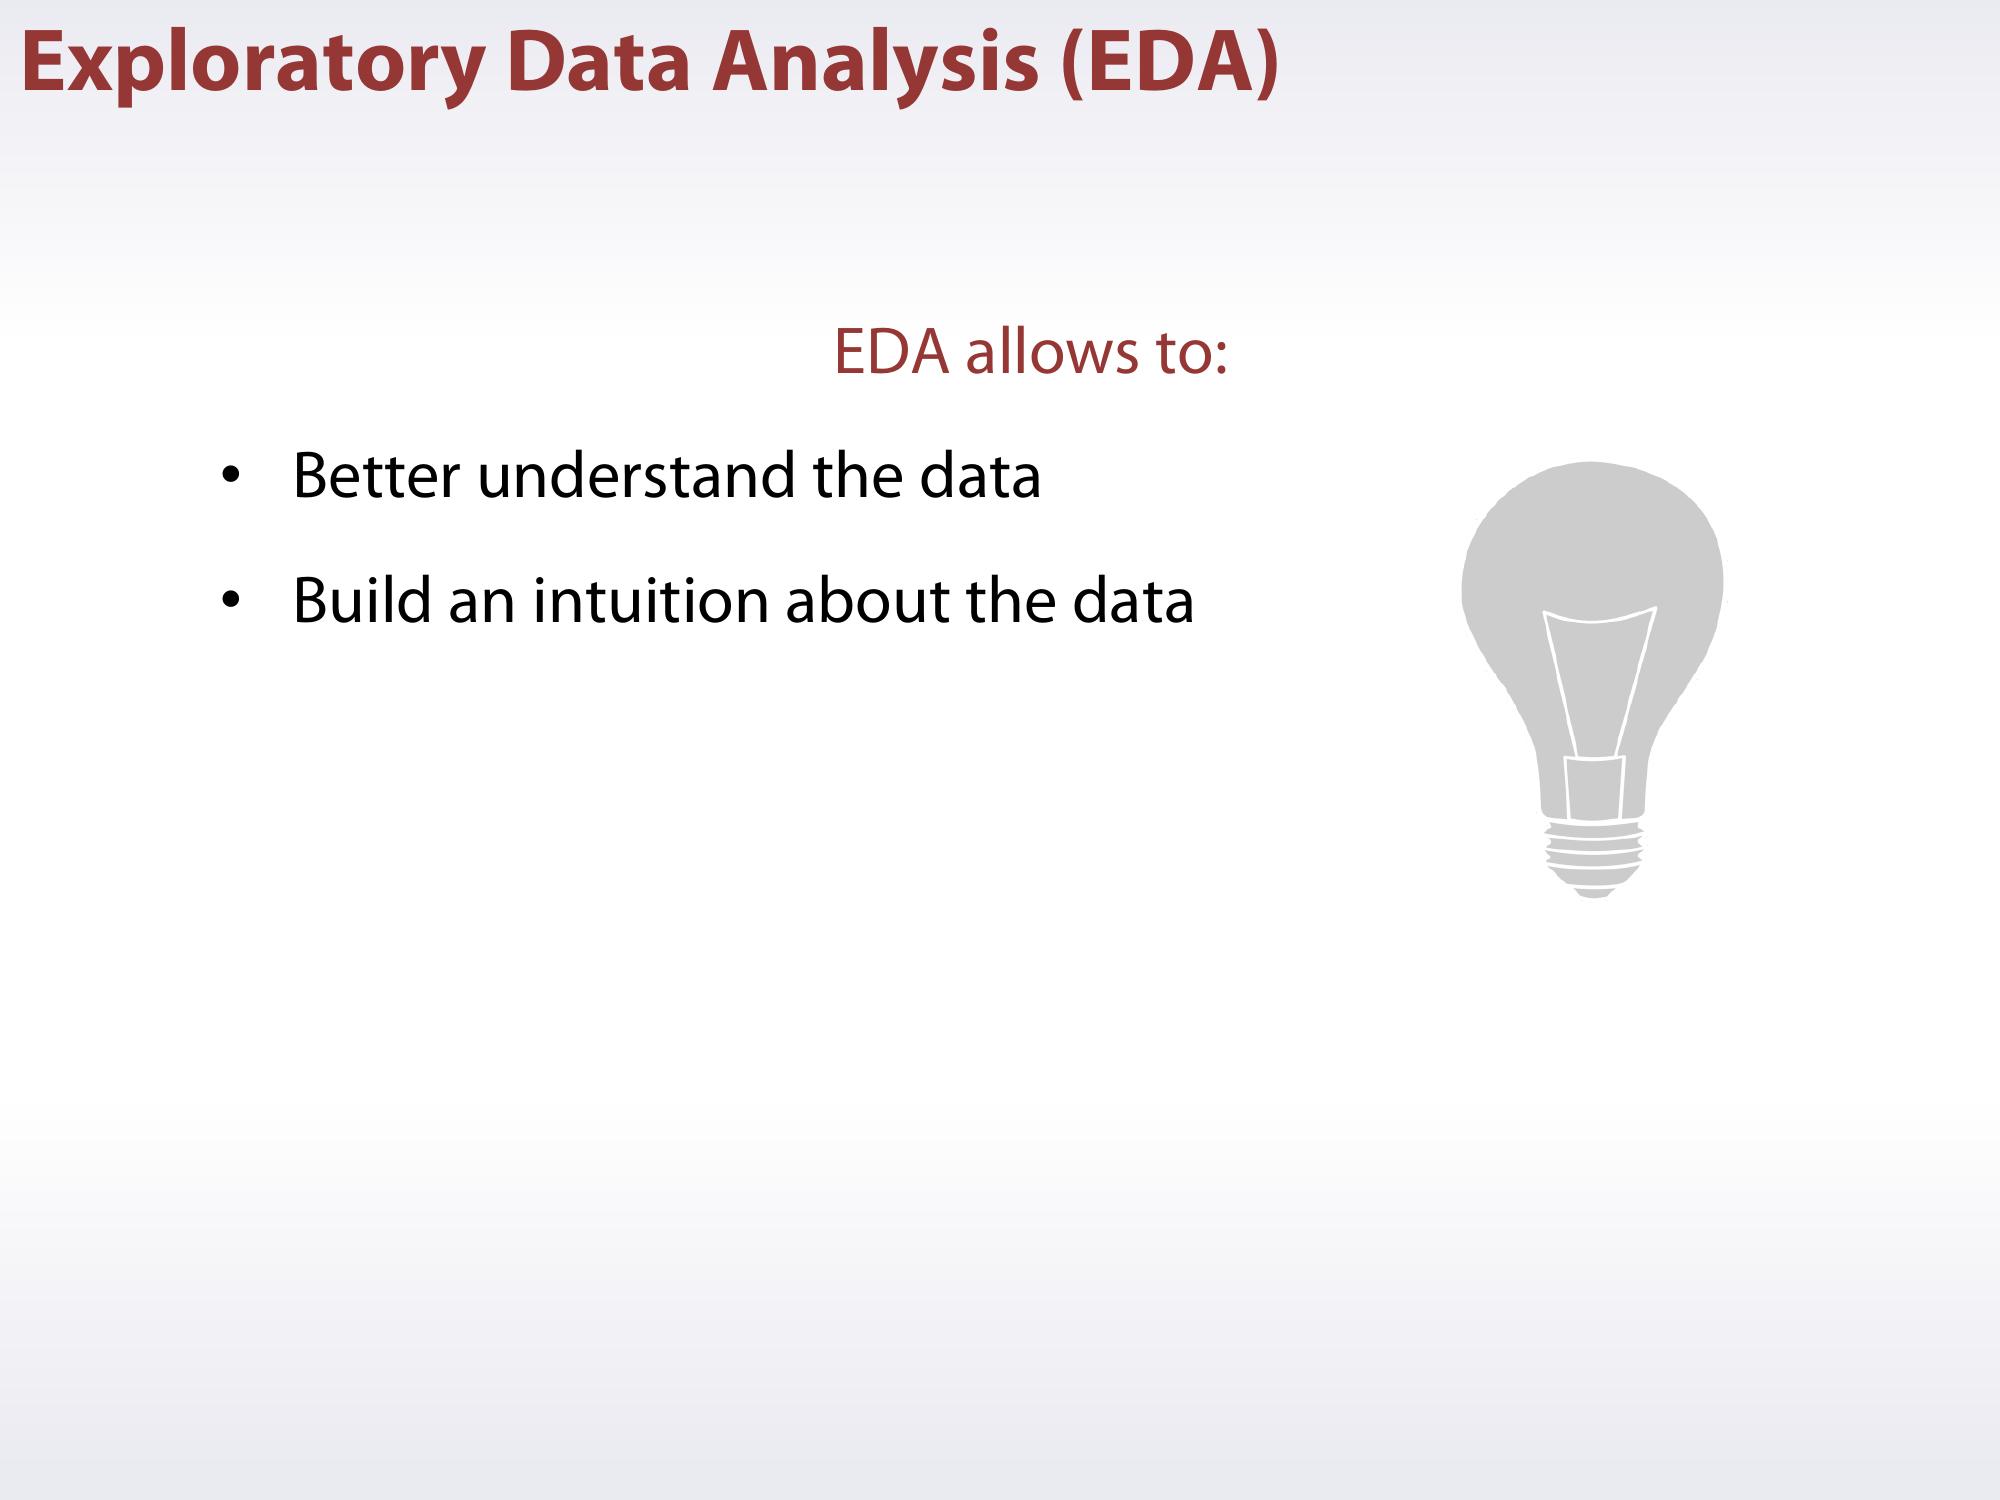 Exploratory Data Analysis (EDA)
EDA allows to:
• Better understand the data
• Build an intuition about the data